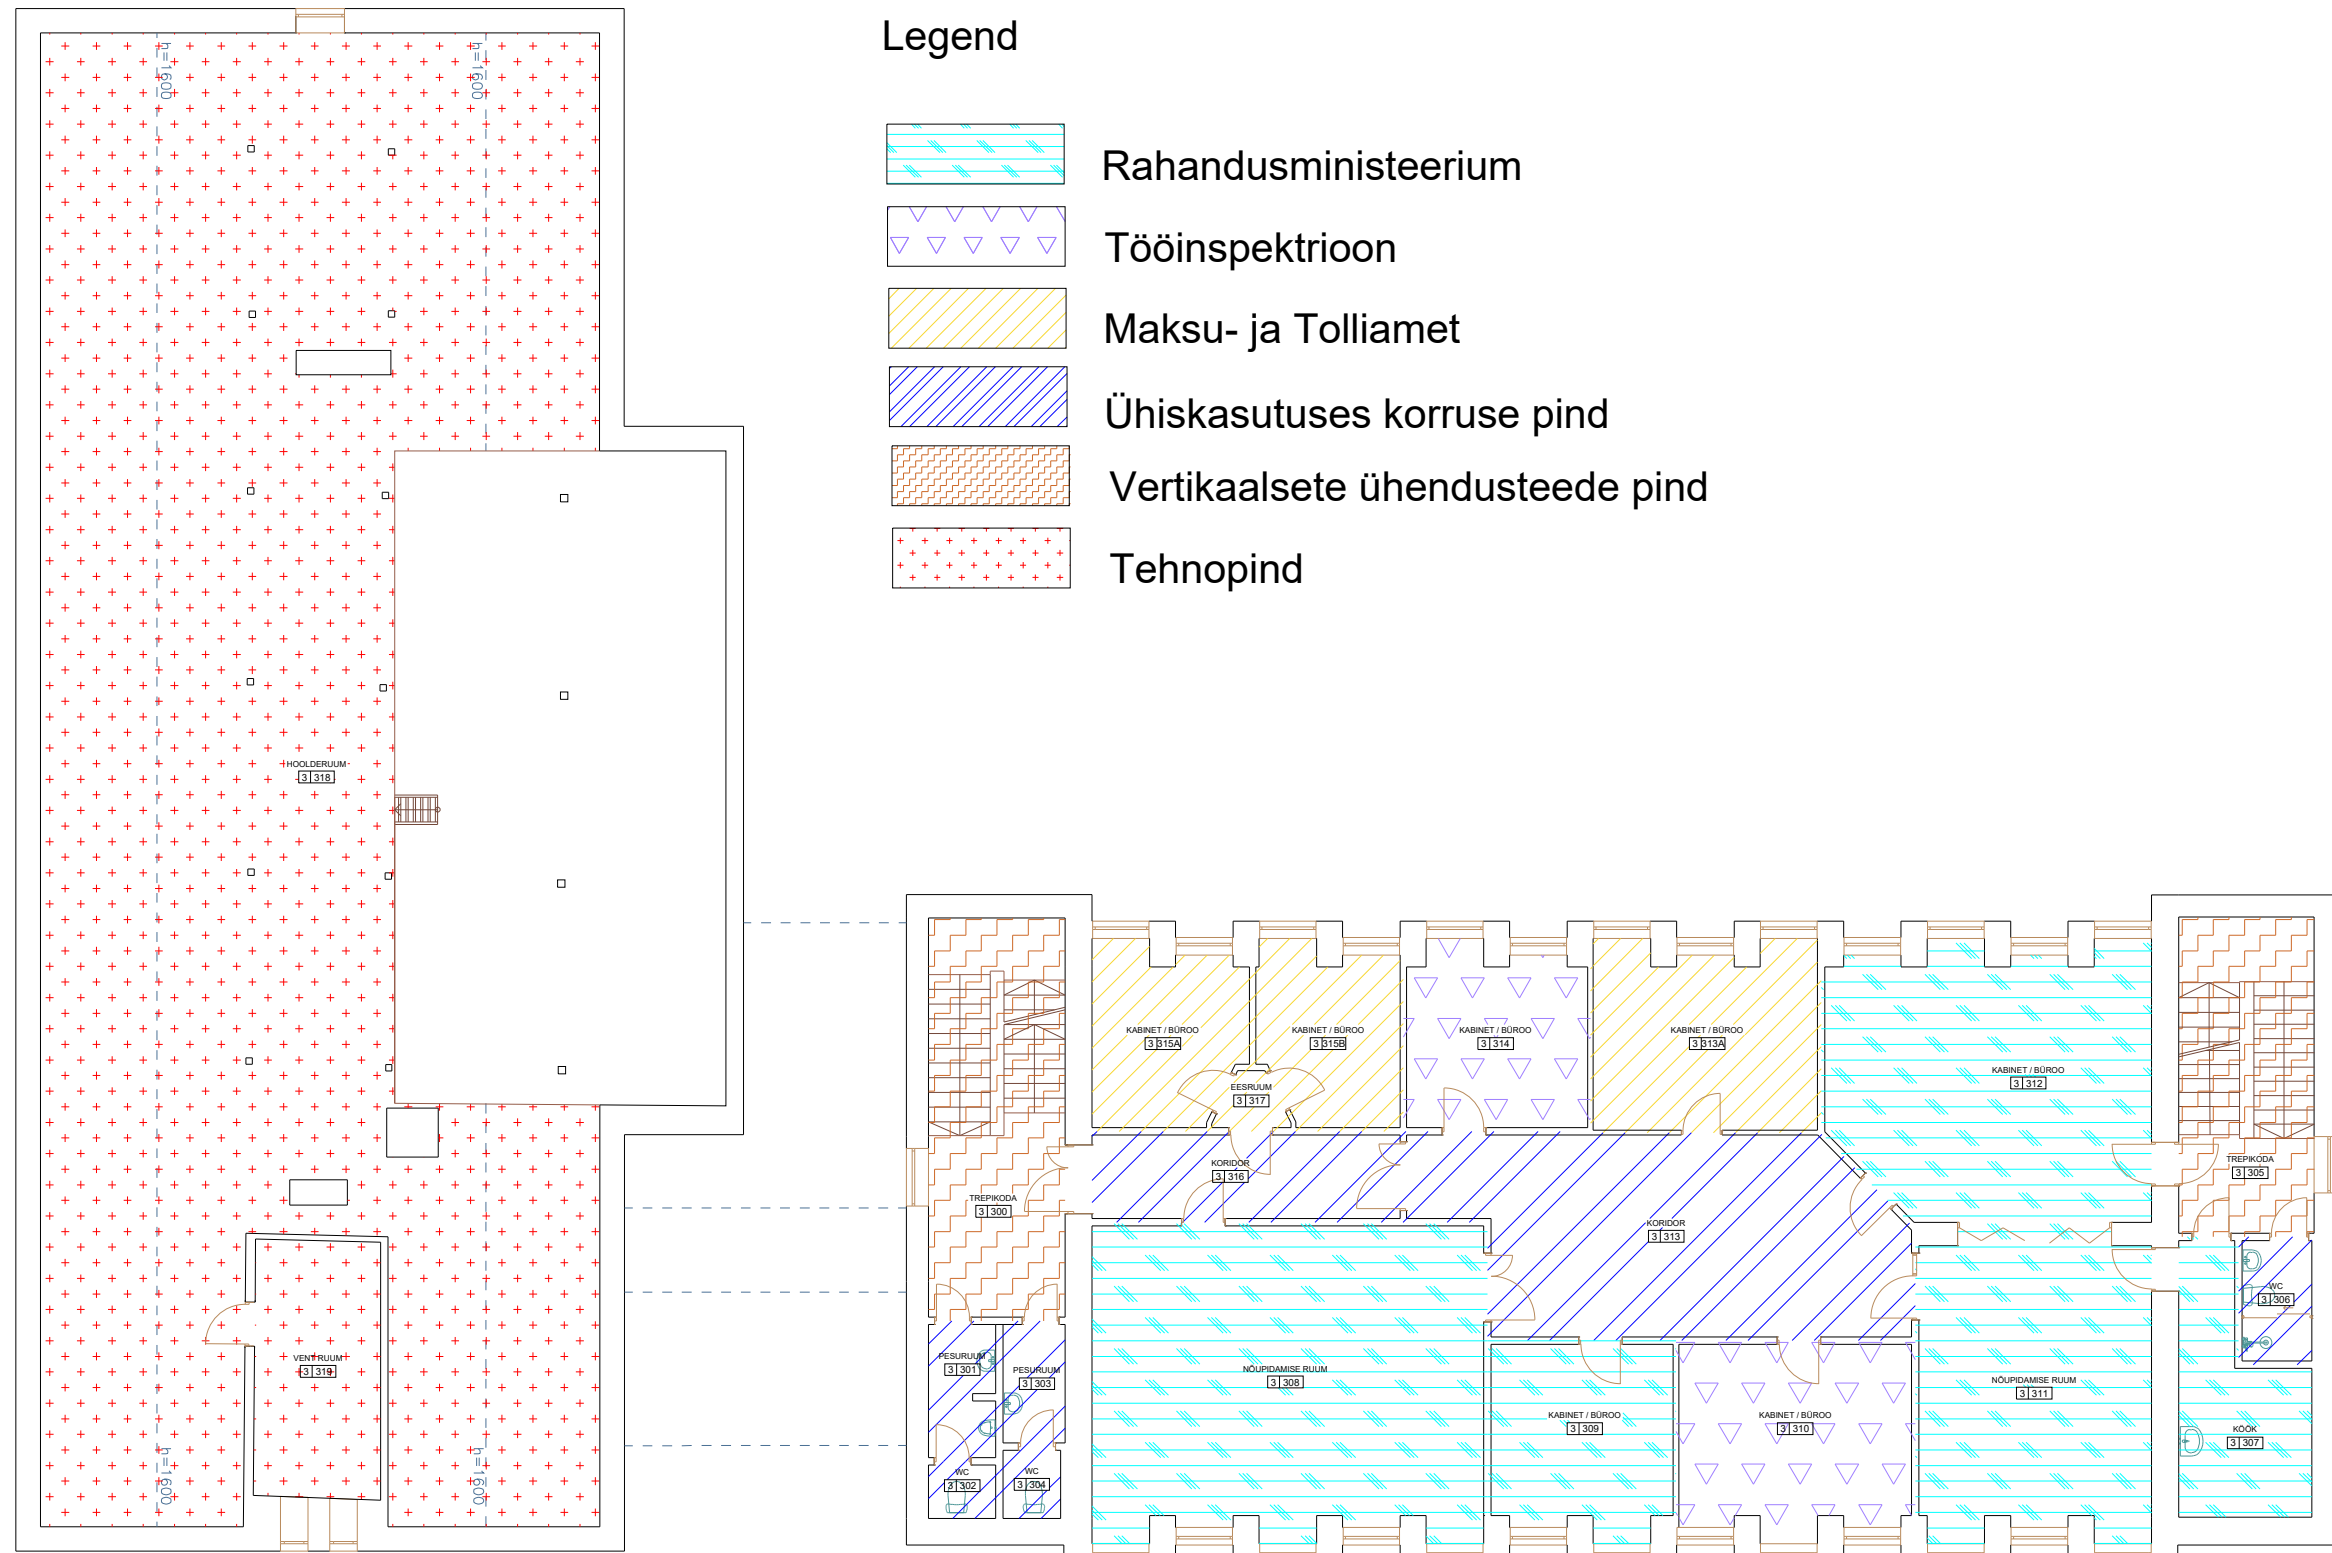 Legend
Rahandusministeerium
Tööinspektrioon
Maksu- ja Tolliamet
Ühiskasutuses korruse pind
Vertikaalsete ühendusteede pind
Tehnopind
h=1600
h=1600
HOOLDERUUM
3 318
VENT RUUM
3 319
h=1600
h=1600
KABINET / BÜROO
3 315A
KABINET / BÜROO
3 315B
KABINET / BÜROO
3 314
KABINET / BÜROO
3 313A
KABINET / BÜROO
3 312
EESRUUM
3 317
KORIDOR
3 316
TREPIKODA
3 305
TREPIKODA
3 300
KORIDOR
3 313
WC
3 306
PESURUUM
3 301
PESURUUM
3 303
NÕUPIDAMISE RUUM
3 308
NÕUPIDAMISE RUUM
3 311
KABINET / BÜROO
3 309
KABINET / BÜROO
3 310
KÖÖK
3 307
WC
3 302
WC
3 304